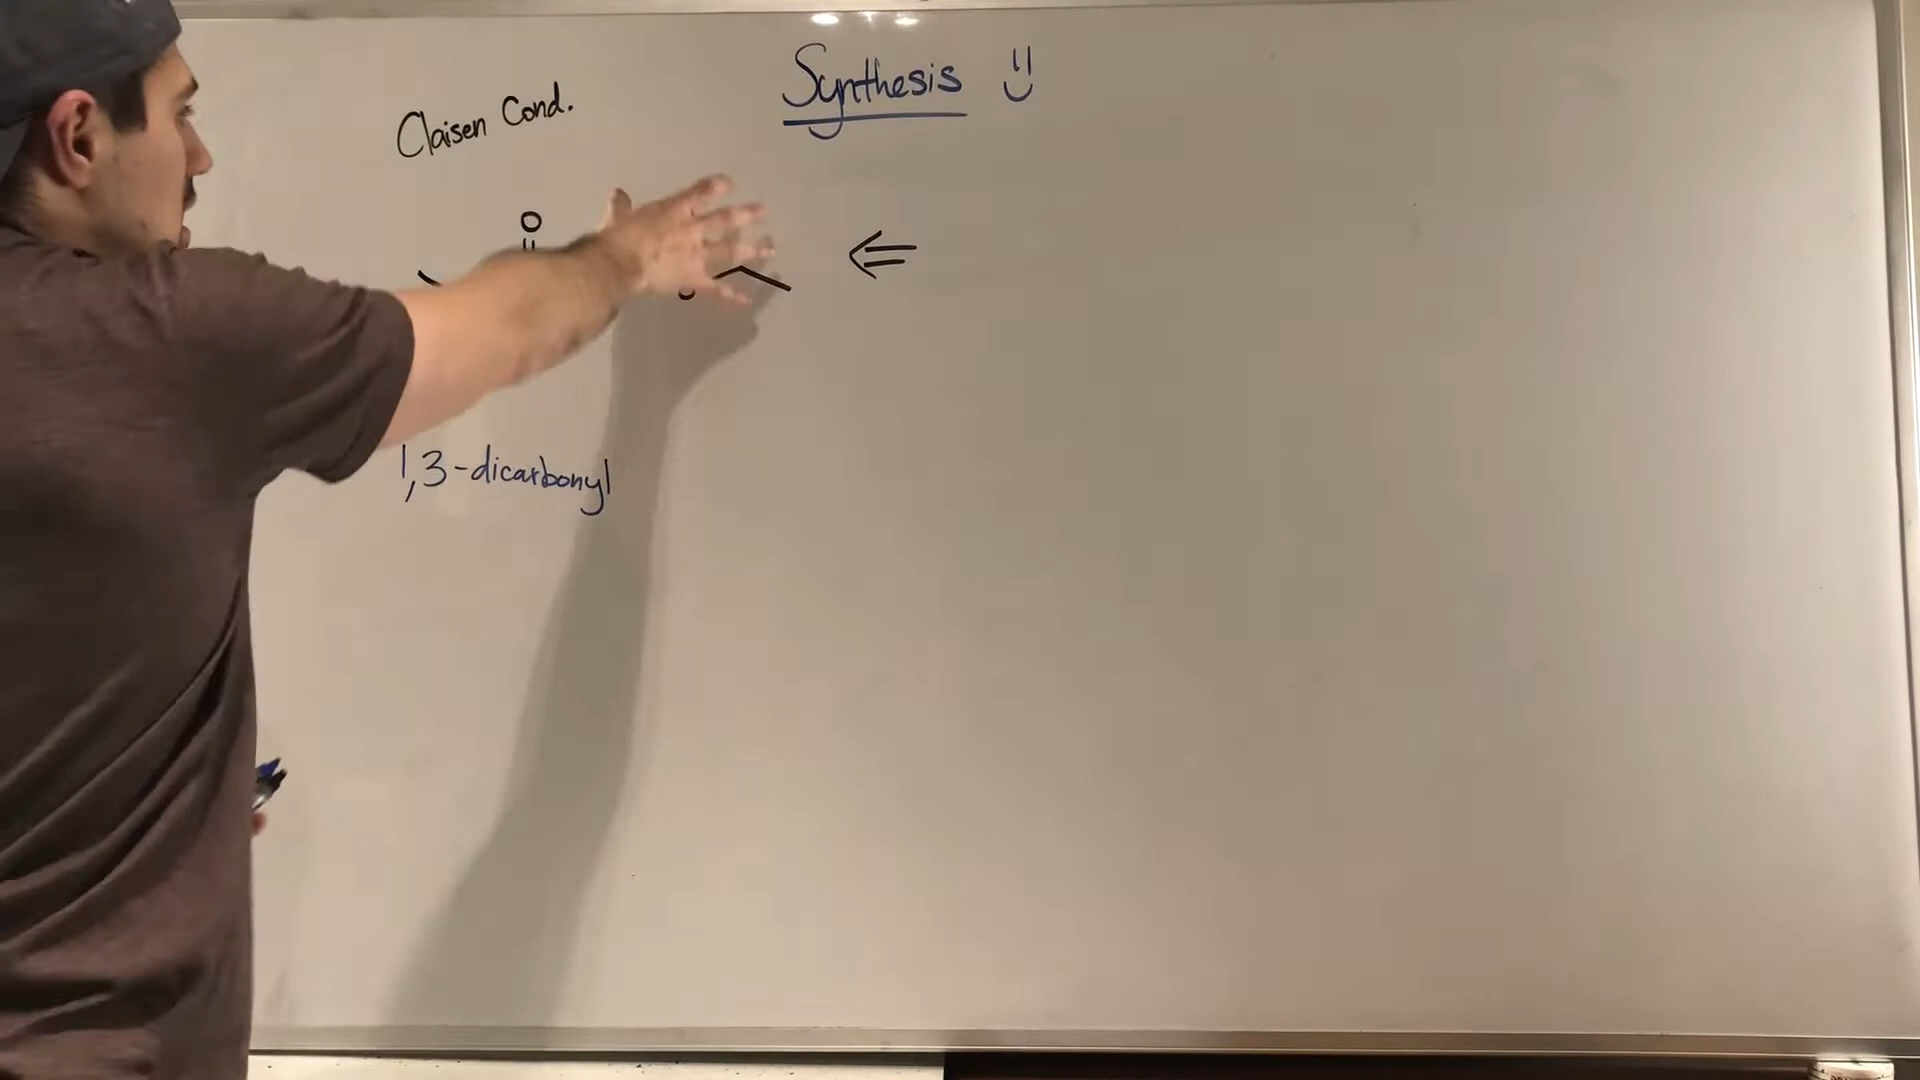 Synthesis
Claisen Cond.
O
O
1,3-dicarbonyl